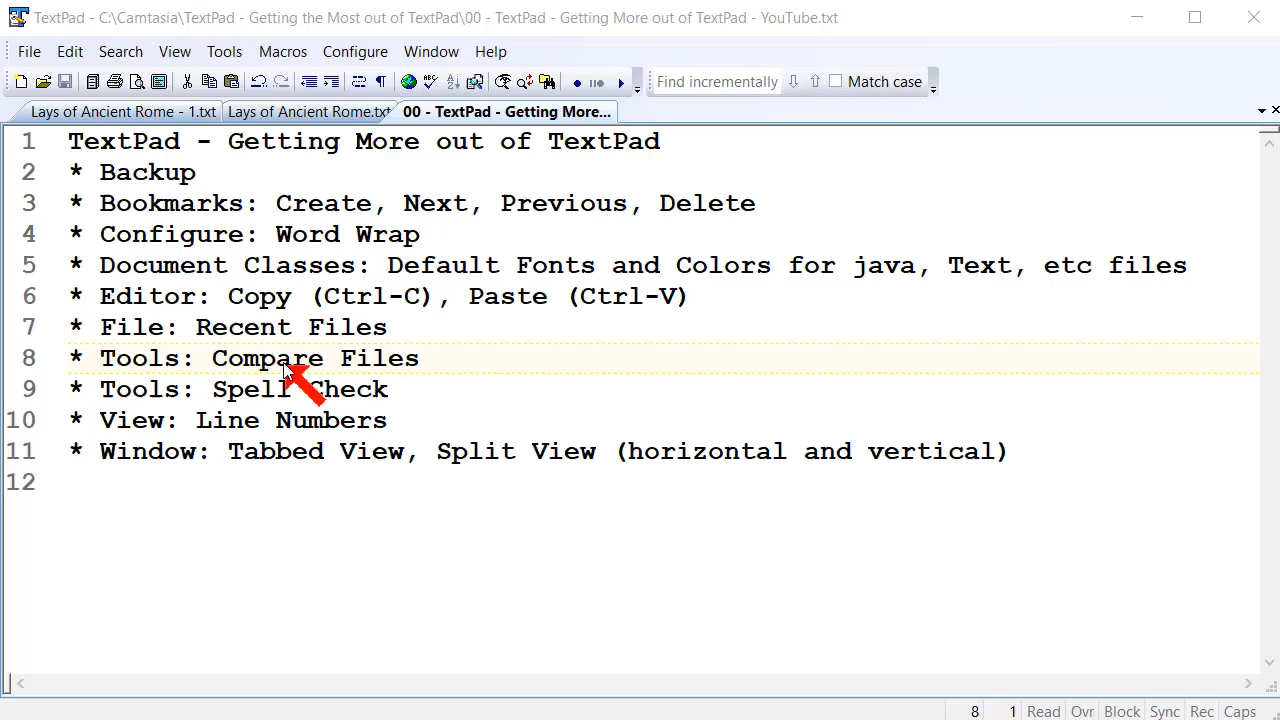 TextPad - C:\Camtasia\TextPad - Getting the Most out of TextPad\00 - TextPad - Getting More out of TextPad - YouTube.txt
File Edit Search View Tools Macros Configure Window Help
Find incrementally Match case
Lays of Ancient Rome - 1.txt Lays of Ancient Rome.txt 00 - TextPad - Getting More...
1 TextPad - Getting More out of TextPad
2 * Backup
3 * Bookmarks: Create, Next, Previous, Delete
4 * Configure: Word Wrap
5 * Document Classes: Default Fonts and Colors for java, Text, etc files
6 * Editor: Copy (Ctrl-C), Paste (Ctrl-V)
7 * File: Recent Files
8 * Tools: Compare Files
9 * Tools: Spell Check
10 * View: Line Numbers
11 * Window: Tabbed View, Split View (horizontal and vertical)
12
8 1 Read Ovr Block Sync Rec Caps